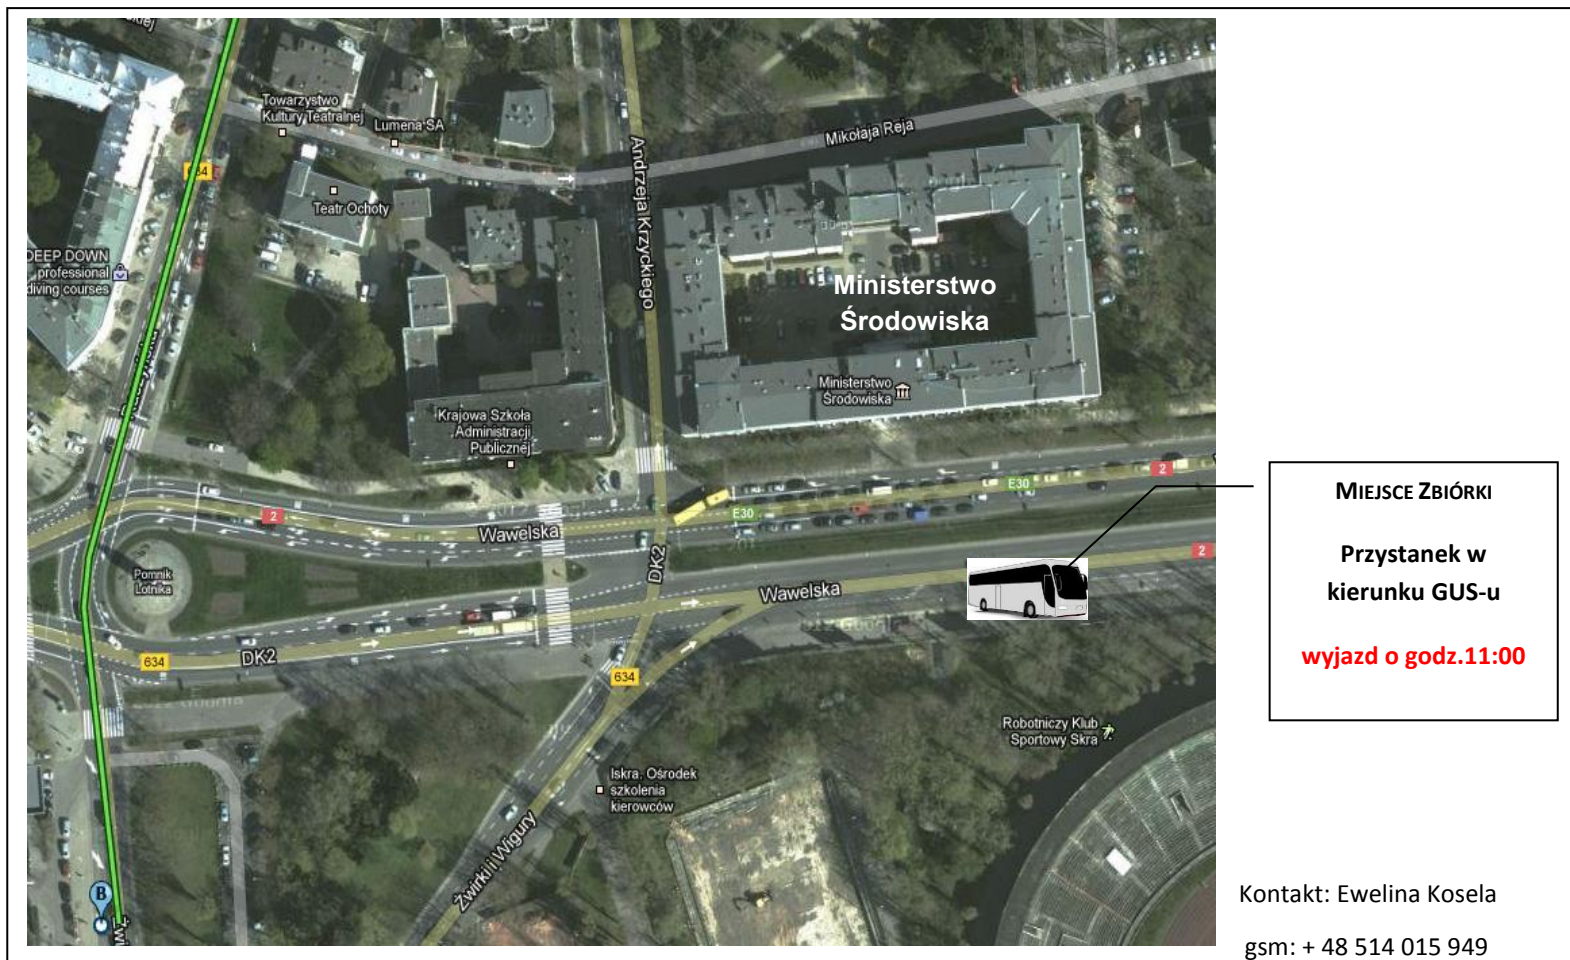 Towarzystwo
Kultury Teatralnej
Lumena SA
Mikołaja Reja
634
Teatr Ochoty
Andrzeja Krzyckiego
DEEP DOWN
professional
diving courses
Ministerstwo
Środowiska
Ministerstwo
Środowiska
Krajowa Szkoła
Administracji
Publicznej
2
E30
E30
2
Wawelska
DK2
2
Pomnik
Lotnika
Wawelska
634
DK2
634
Robotniczy Klub
Sportowy Skra
Iskra. Ośrodek
szkolenia
kierowców
Żwirki i Wigury
B
MIEJSCE ZBIÓRKI
Przystanek w
kierunku GUS-u
wyjazd o godz.11:00
Kontakt: Ewelina Kosela
gsm: + 48 514 015 949